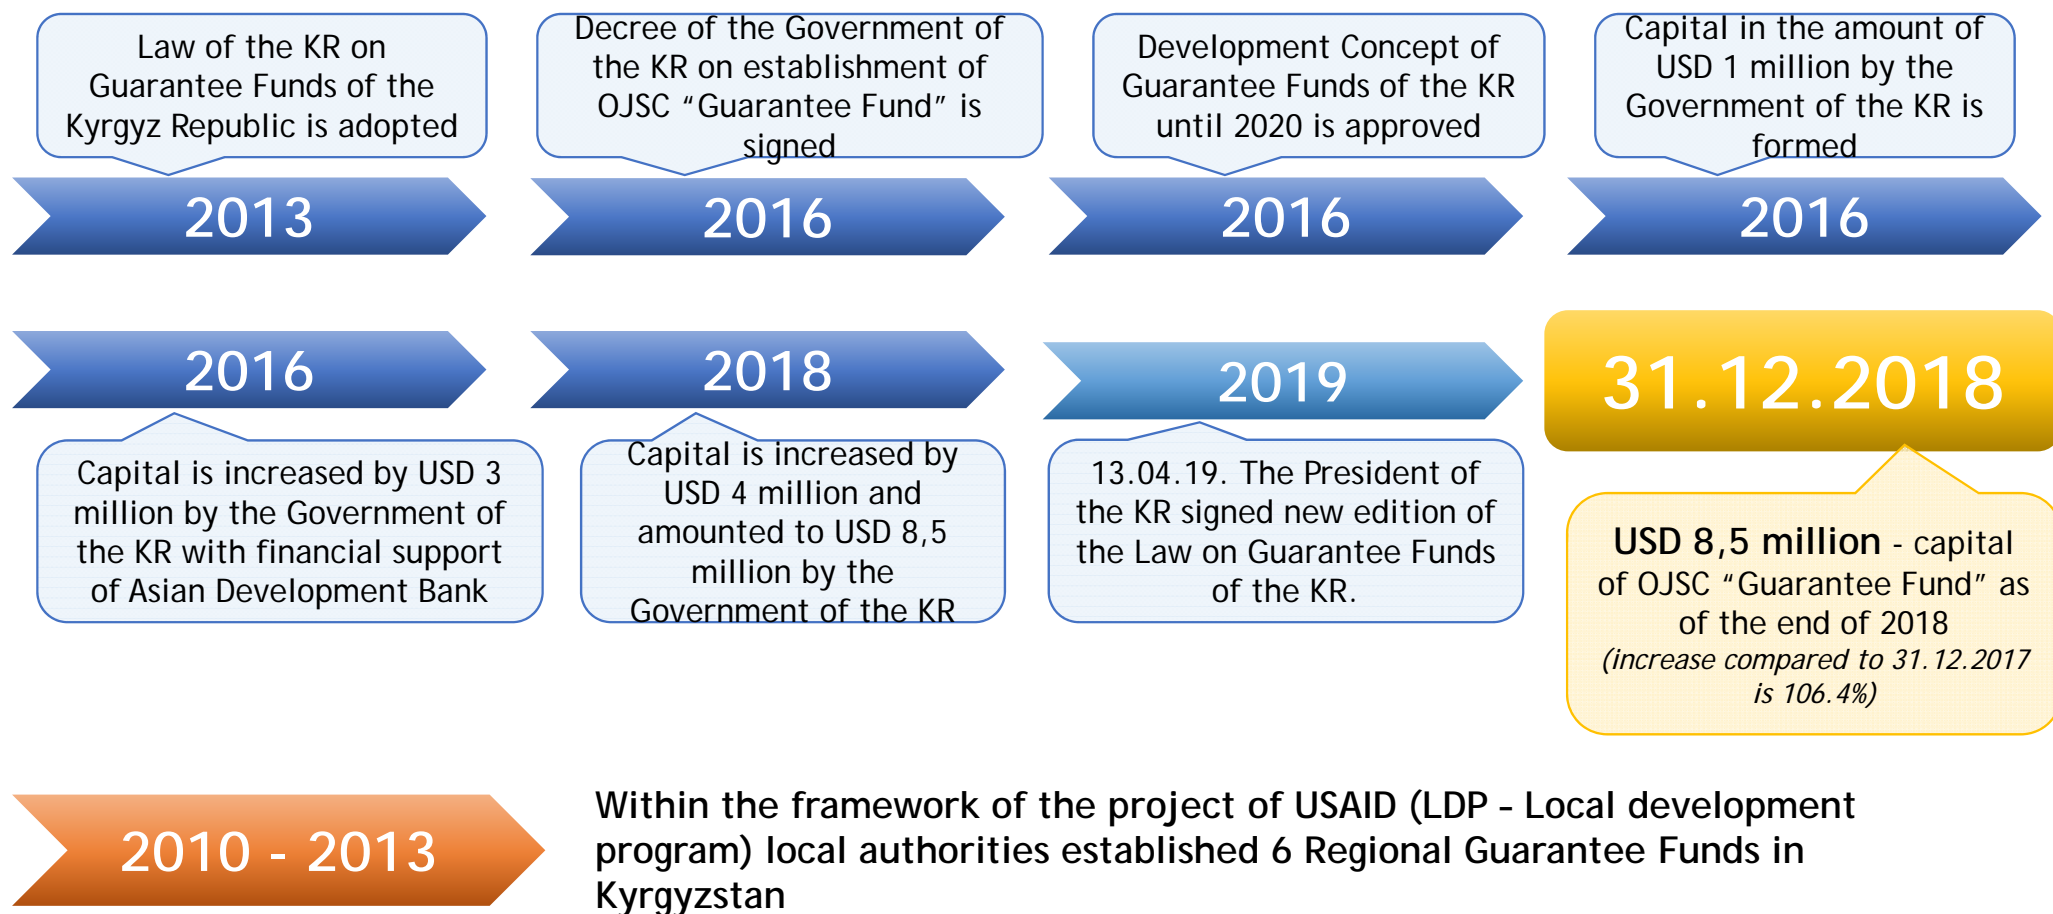 Law of the KR on
Guarantee Funds of the
Kyrgyz Republic is adopted
2013
Decree of the Government of
the KR on establishment of
OJSC “Guarantee Fund” is
signed
2016
Development Concept of
Guarantee Funds of the KR
until 2020 is approved
2016
Capital in the amount of
USD 1 million by the
Government of the KR is
formed
2016
2016
Capital is increased by USD 3
million by the Government of
the KR with financial support
of Asian Development Bank
2018
Capital is increased by
USD 4 million and
amounted to USD 8,5
million by the
Government of the KR
2019
13.04.19. The President of
the KR signed new edition of
the Law on Guarantee Funds
of the KR.
31.12.2018
USD 8,5 million - capital
of OJSC “Guarantee Fund” as
of the end of 2018
(increase compared to 31.12.2017
is 106.4%)
2010 - 2013
Within the framework of the project of USAID (LDP – Local development
program) local authorities established 6 Regional Guarantee Funds in
Kyrgyzstan